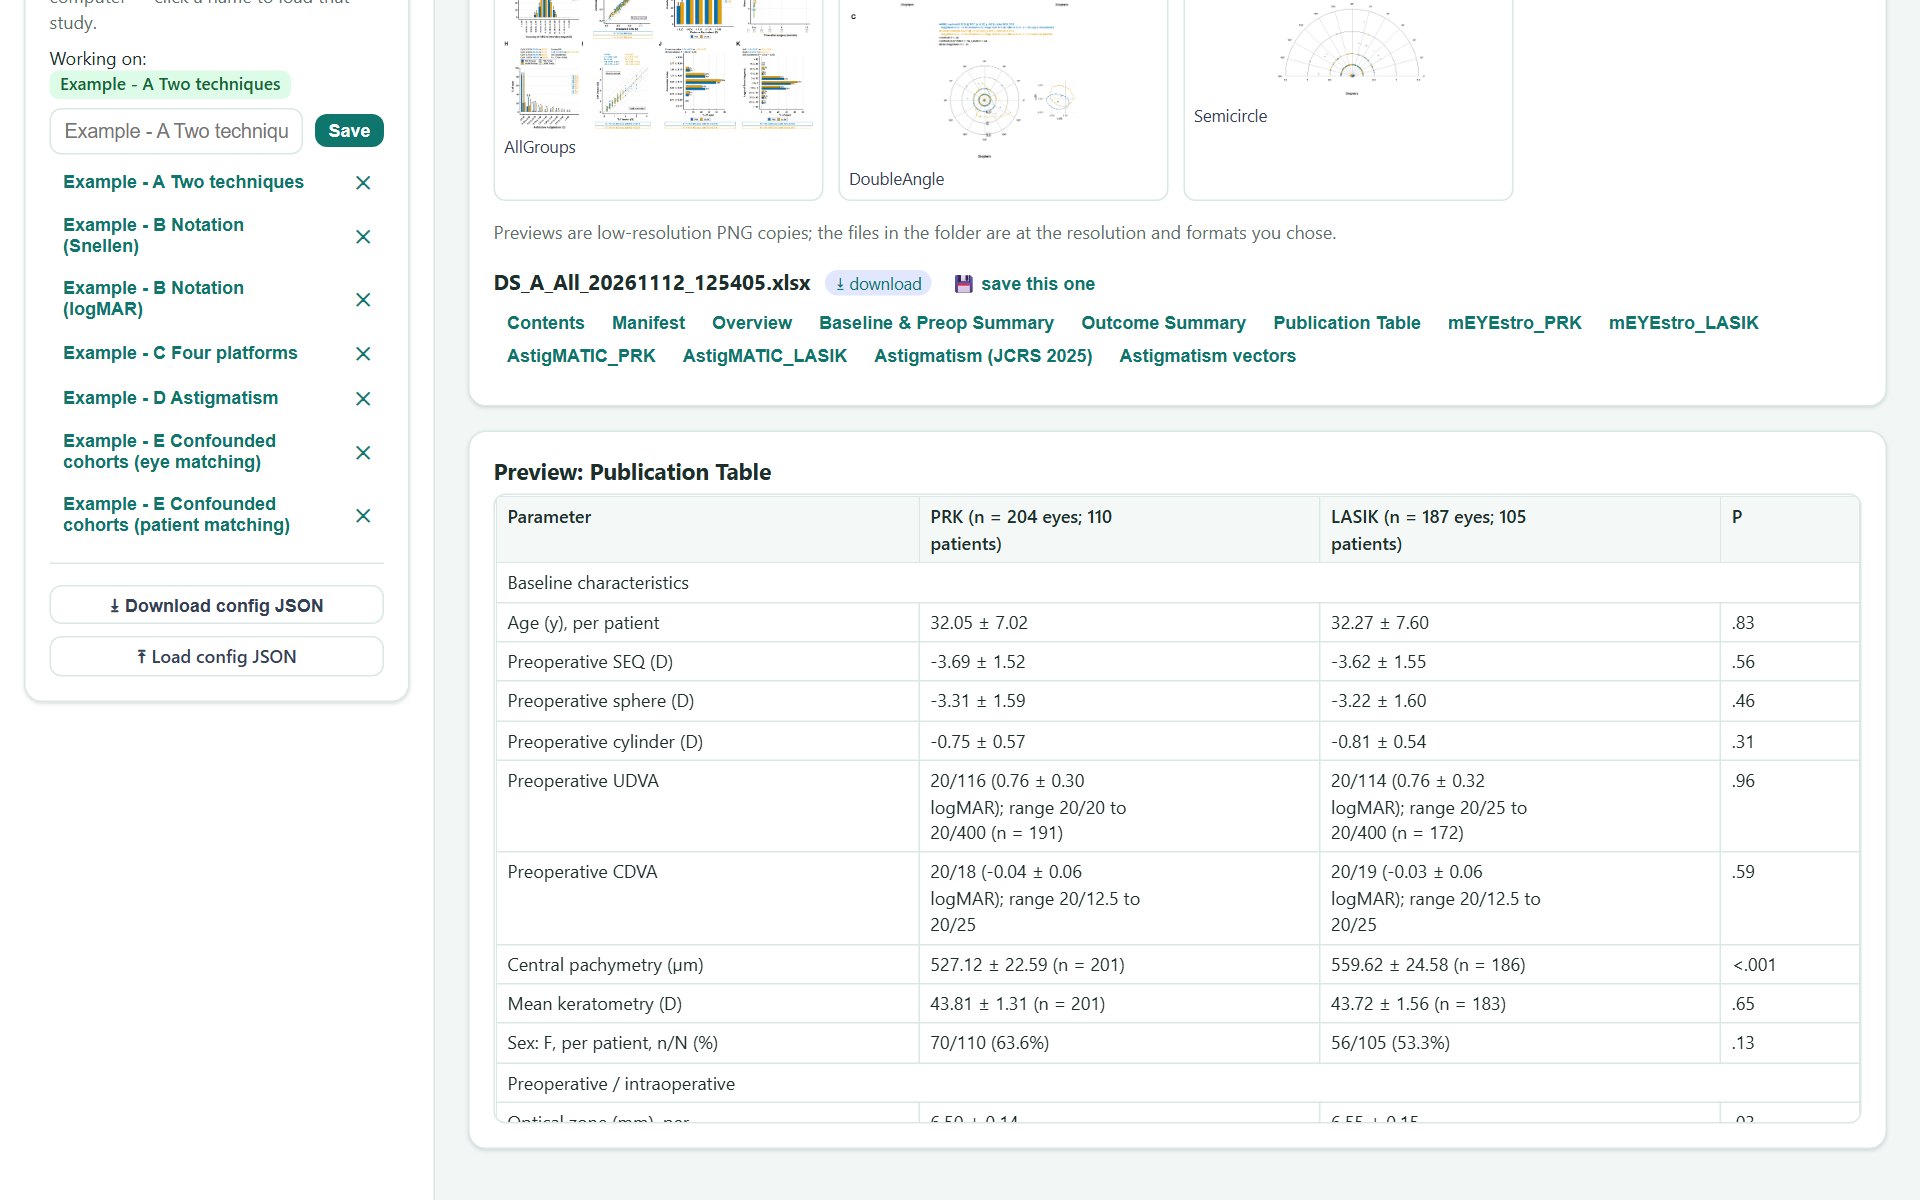 study.
Working on:
Example - A Two techniques
Example - A Two techniqu
Save
Example - A Two techniques
Example - B Notation
(Snellen)
Example - B Notation
(logMAR)
Example - C Four platforms
Example - D Astigmatism
Example - E Confounded
cohorts (eye matching)
Example - E Confounded
cohorts (patient matching)
⤓ Download config JSON
⤒ Load config JSON
H I J K
AllGroups
C
DoubleAngle
Semicircle
Previews are low-resolution PNG copies; the files in the folder are at the resolution and formats you chose.
DS_A_All_20261112_125405.xlsx ⤓ download 💾 save this one
Contents Manifest Overview Baseline & Preop Summary Outcome Summary Publication Table mEYEstro_PRK mEYEstro_LASIK
AstigMATIC_PRK AstigMATIC_LASIK Astigmatism (JCRS 2025) Astigmatism vectors
Preview: Publication Table
Parameter PRK (n = 204 eyes; 110 patients) LASIK (n = 187 eyes; 105 patients) P
Baseline characteristics
Age (y), per patient 32.05 ± 7.02 32.27 ± 7.60 .83
Preoperative SEQ (D) -3.69 ± 1.52 -3.62 ± 1.55 .56
Preoperative sphere (D) -3.31 ± 1.59 -3.22 ± 1.60 .46
Preoperative cylinder (D) -0.75 ± 0.57 -0.81 ± 0.54 .31
Preoperative UDVA 20/116 (0.76 ± 0.30 logMAR); range 20/20 to 20/400 (n = 191) 20/114 (0.76 ± 0.32 logMAR); range 20/25 to 20/400 (n = 172) .96
Preoperative CDVA 20/18 (-0.04 ± 0.06 logMAR); range 20/12.5 to 20/25 20/19 (-0.03 ± 0.06 logMAR); range 20/12.5 to 20/25 .59
Central pachymetry (µm) 527.12 ± 22.59 (n = 201) 559.62 ± 24.58 (n = 186) <.001
Mean keratometry (D) 43.81 ± 1.31 (n = 201) 43.72 ± 1.56 (n = 183) .65
Sex: F, per patient, n/N (%) 70/110 (63.6%) 56/105 (53.3%) .13
Preoperative / intraoperative
Optical zone (mm), per 6.50 ± 0.14 6.55 ± 0.15